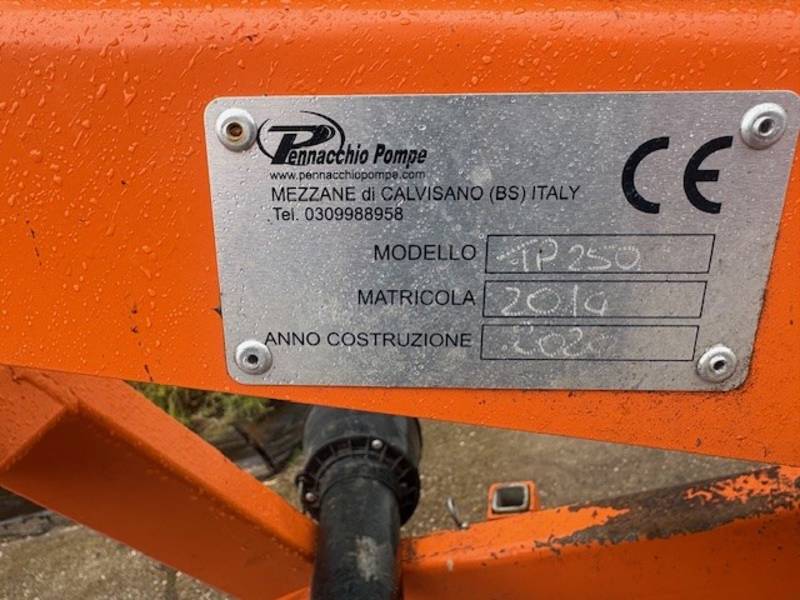 Pennacchio Pompe
www.pennacchiopompe.com
MEZZANE di CALVISANO (BS) ITALY
Tel. 0309988958
CE
MODELLO TP 250
MATRICOLA 2014
ANNO COSTRUZIONE 2020